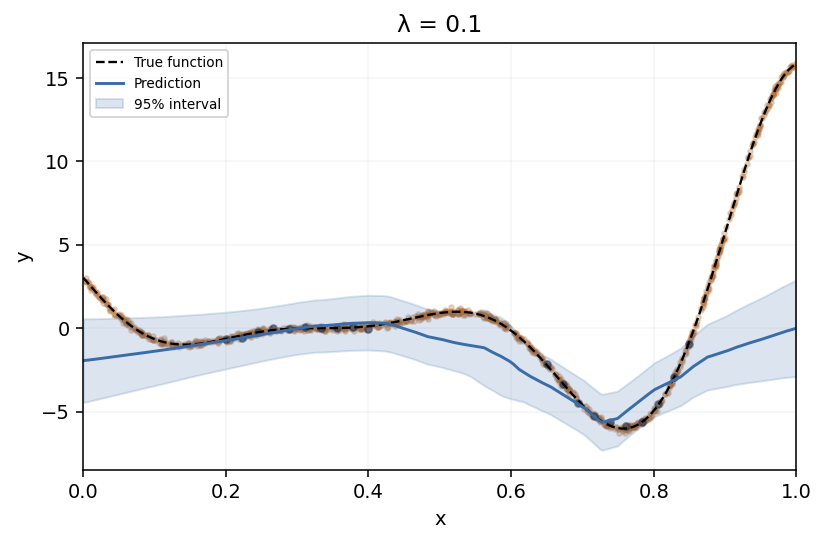 λ = 0.1
True function
Prediction
95% interval
y
15
10
5
0
−5
0.0 0.2 0.4 0.6 0.8 1.0
x